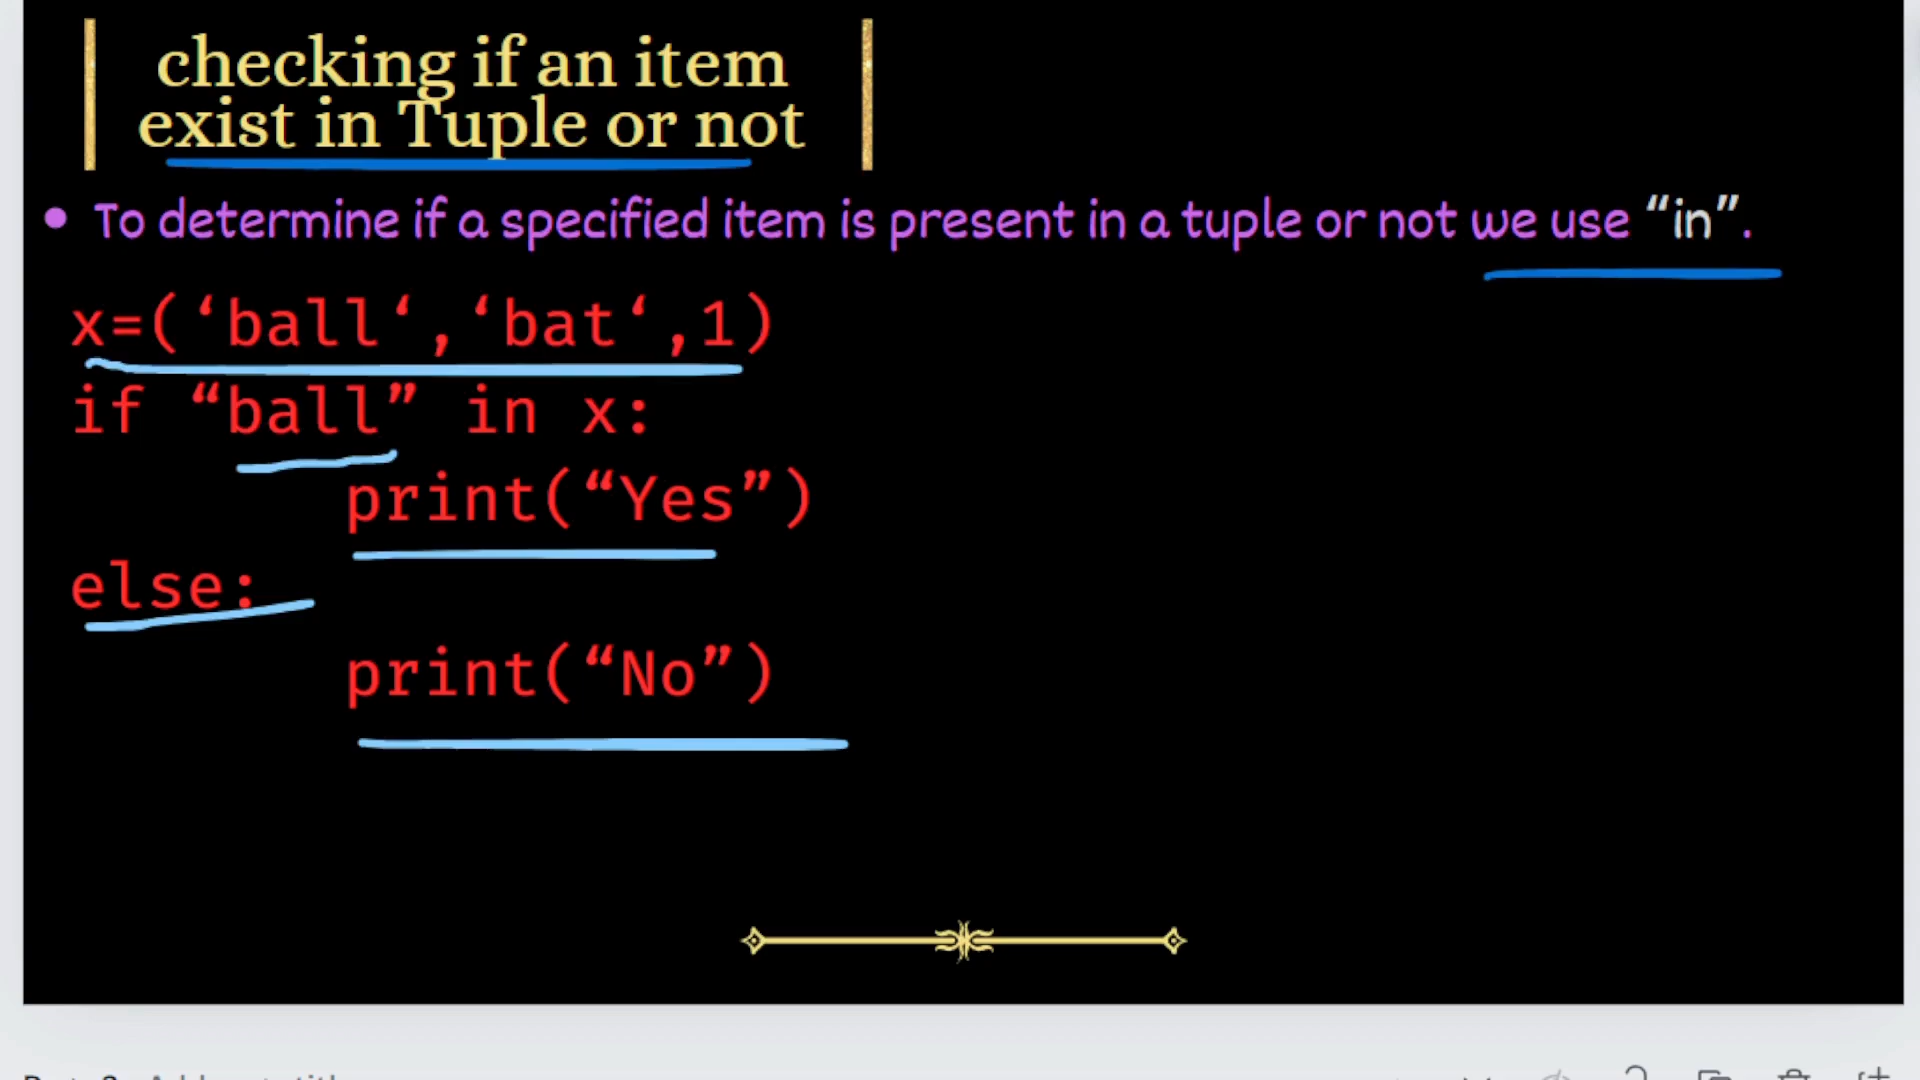 checking if an item
exist in Tuple or not
• To determine if a specified item is present in a tuple or not we use “in”.
x=(‘ball‘,‘bat‘,1)
if “ball” in x:
print(“Yes”)
else:
print(“No”)